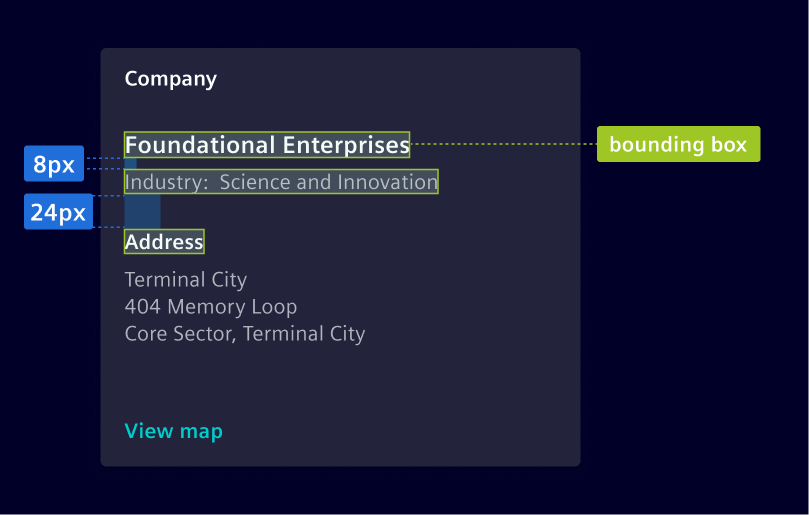 Company
Foundational Enterprises
bounding box
8px
Industry: Science and Innovation
24px
Address
Terminal City
404 Memory Loop
Core Sector, Terminal City
View map